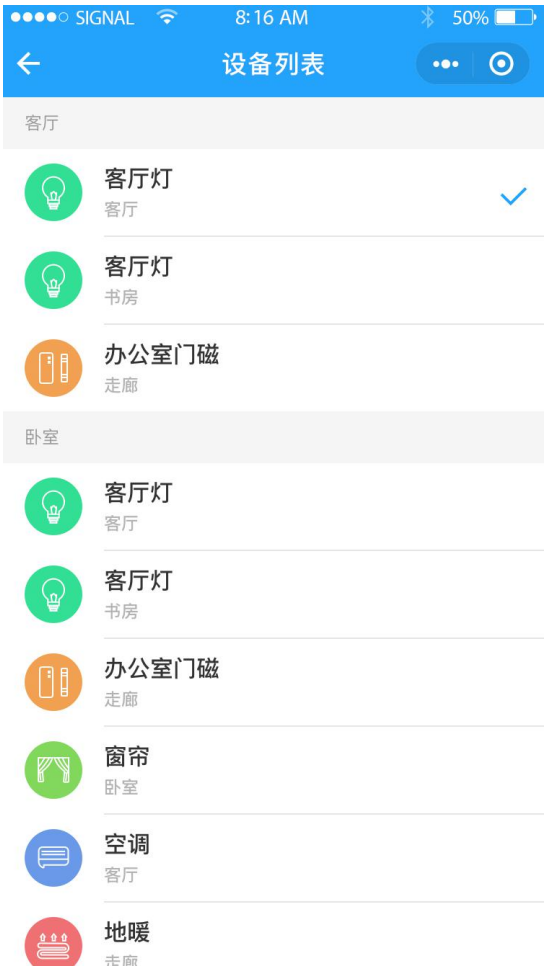 SIGNAL 8:16 AM 50%
设备列表
客厅
客厅灯
客厅
客厅灯
书房
办公室门磁
走廊
卧室
客厅灯
客厅
客厅灯
书房
办公室门磁
走廊
窗帘
卧室
空调
客厅
地暖
走廊